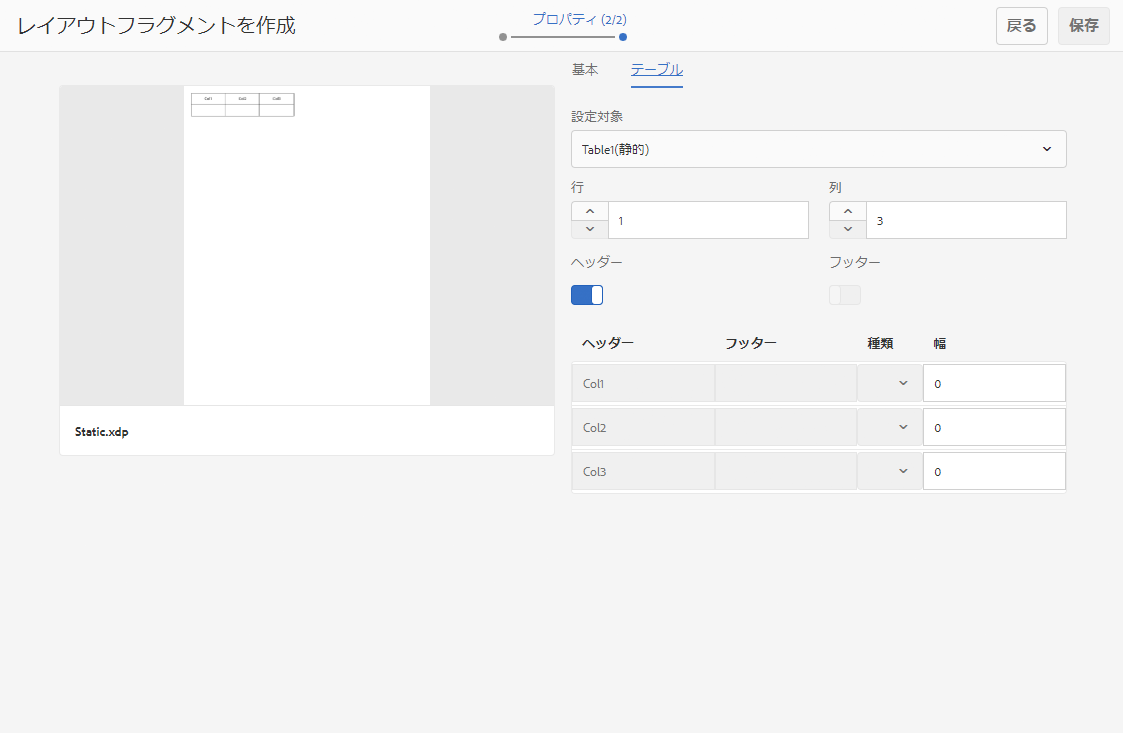 レイアウトフラグメントを作成
プロパティ (2/2)
戻る
保存
基本
テーブル
Col1 Col2 Col3
Static.xdp
設定対象
Table1(静的)
行
列
1
3
ヘッダー
フッター
ヘッダー フッター 種類 幅
Col1 0
Col2 0
Col3 0